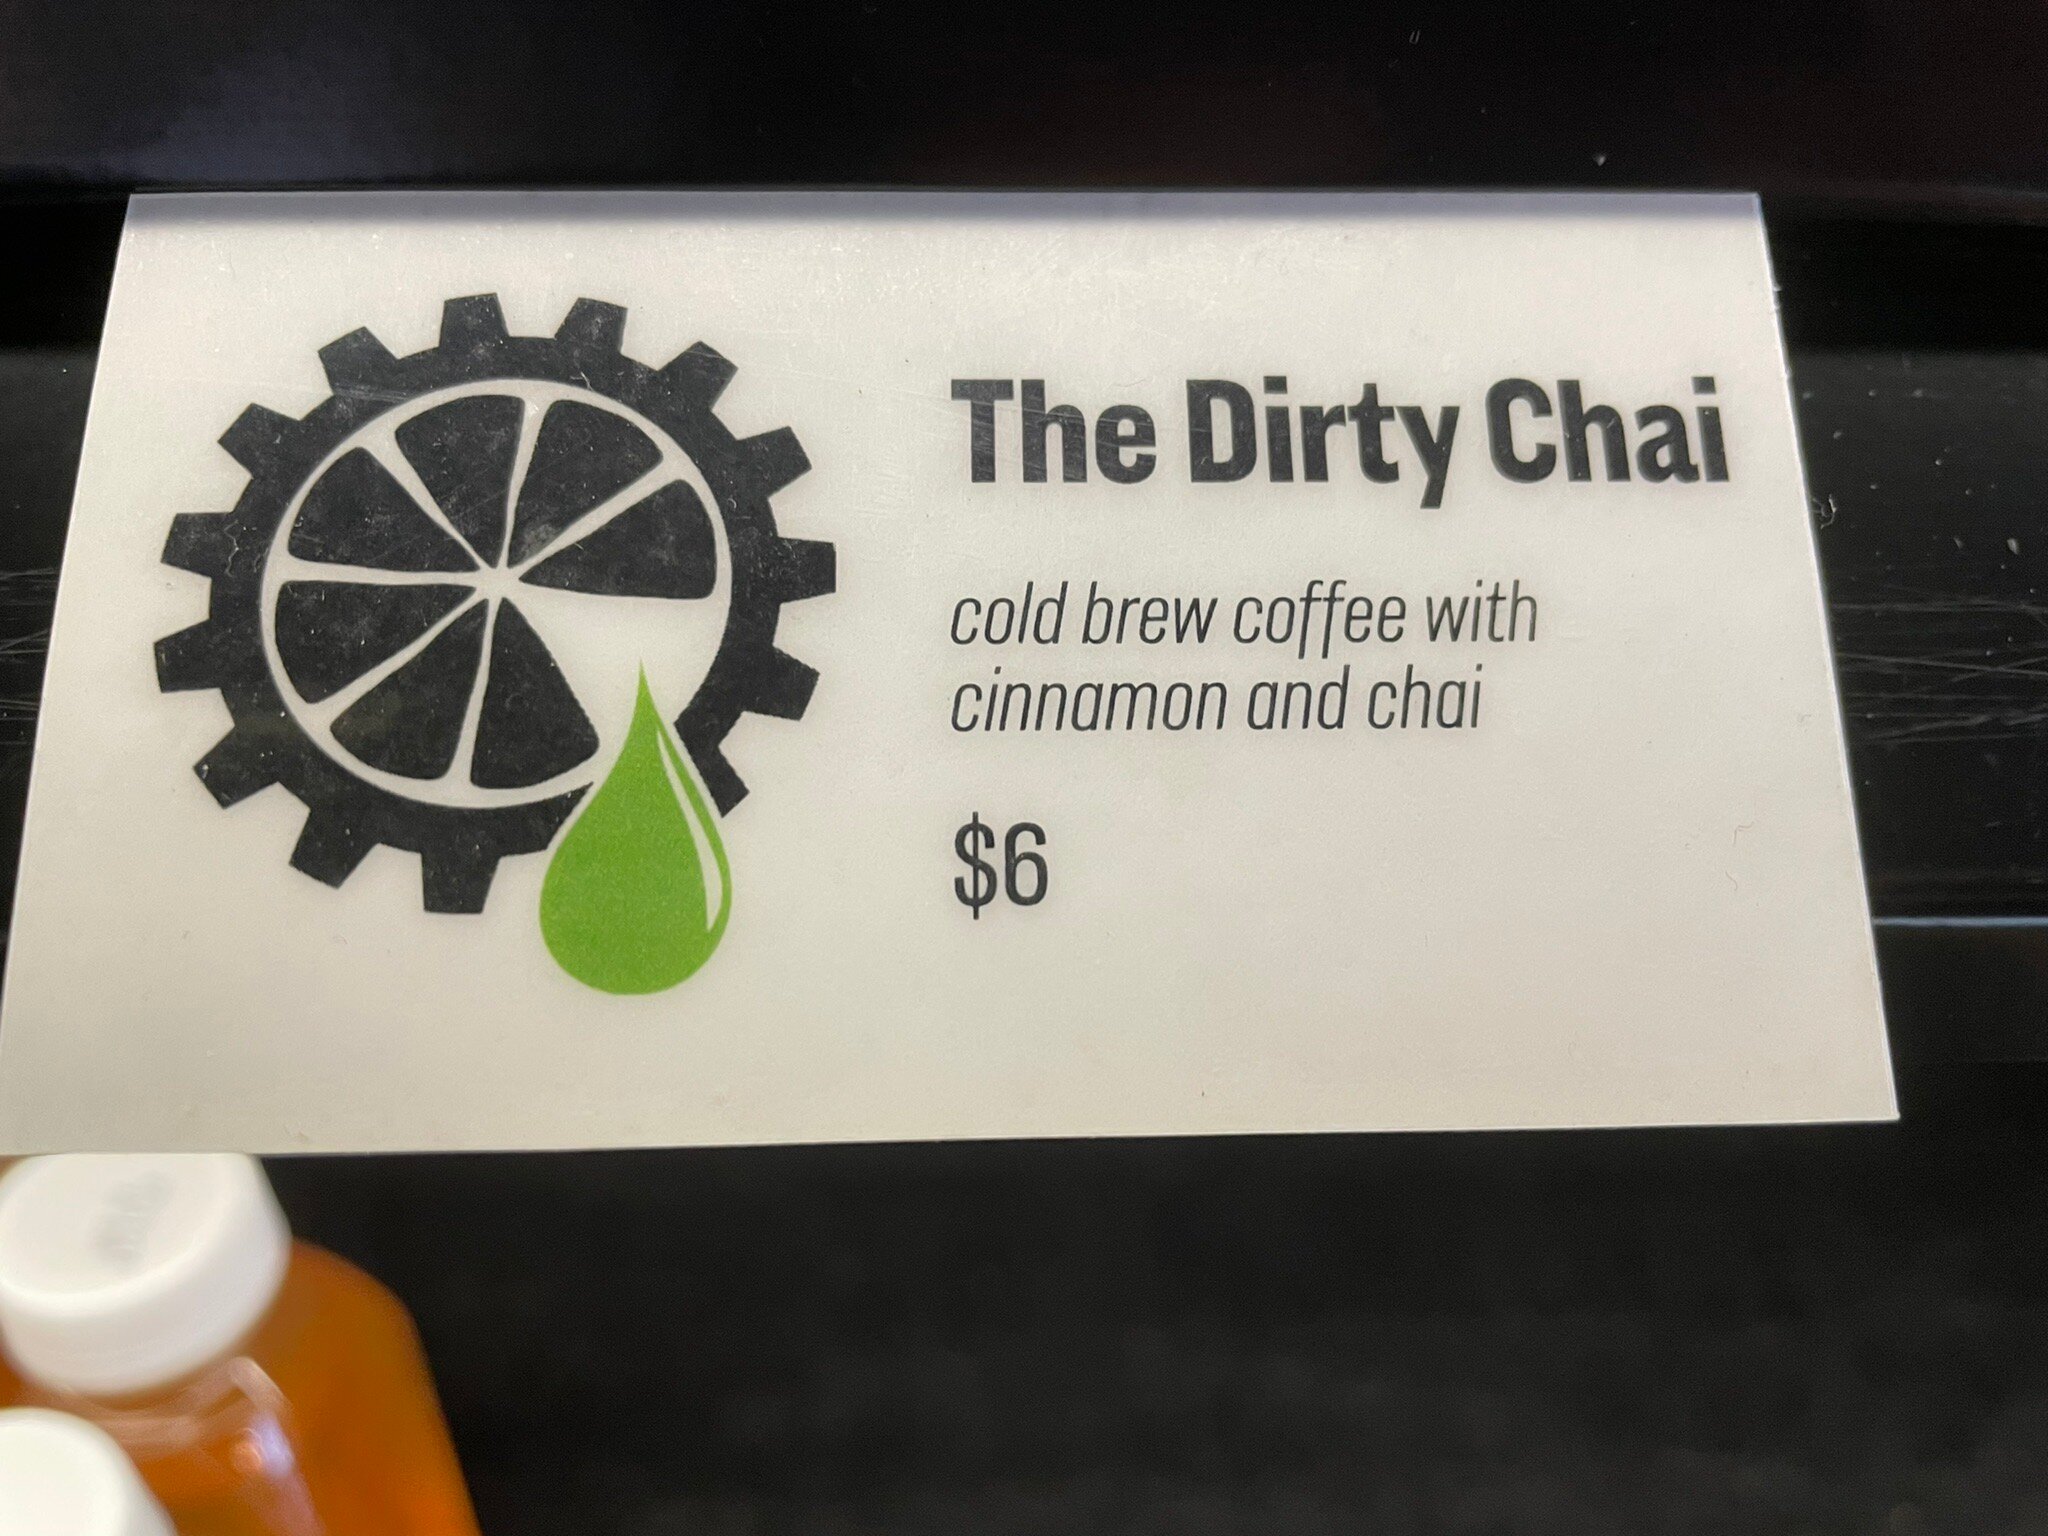 The Dirty Chai
cold brew coffee with
cinnamon and chai
$6